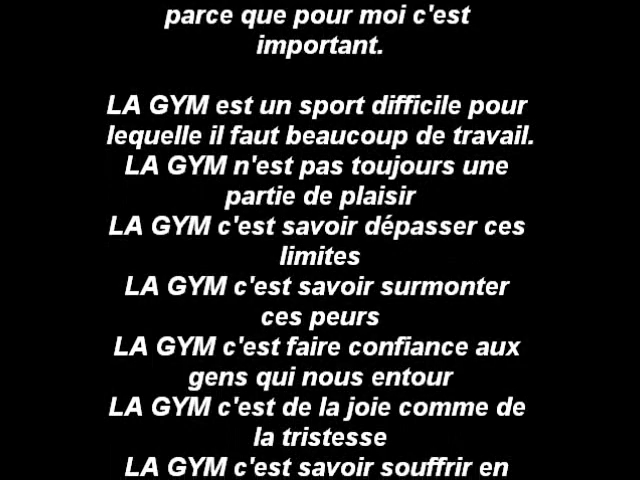 parce que pour moi c'est
important.
LA GYM est un sport difficile pour
lequelle il faut beaucoup de travail.
LA GYM n'est pas toujours une
partie de plaisir
LA GYM c'est savoir dépasser ces
limites
LA GYM c'est savoir surmonter
ces peurs
LA GYM c'est faire confiance aux
gens qui nous entour
LA GYM c'est de la joie comme de
la tristesse
LA GYM c'est savoir souffrir en